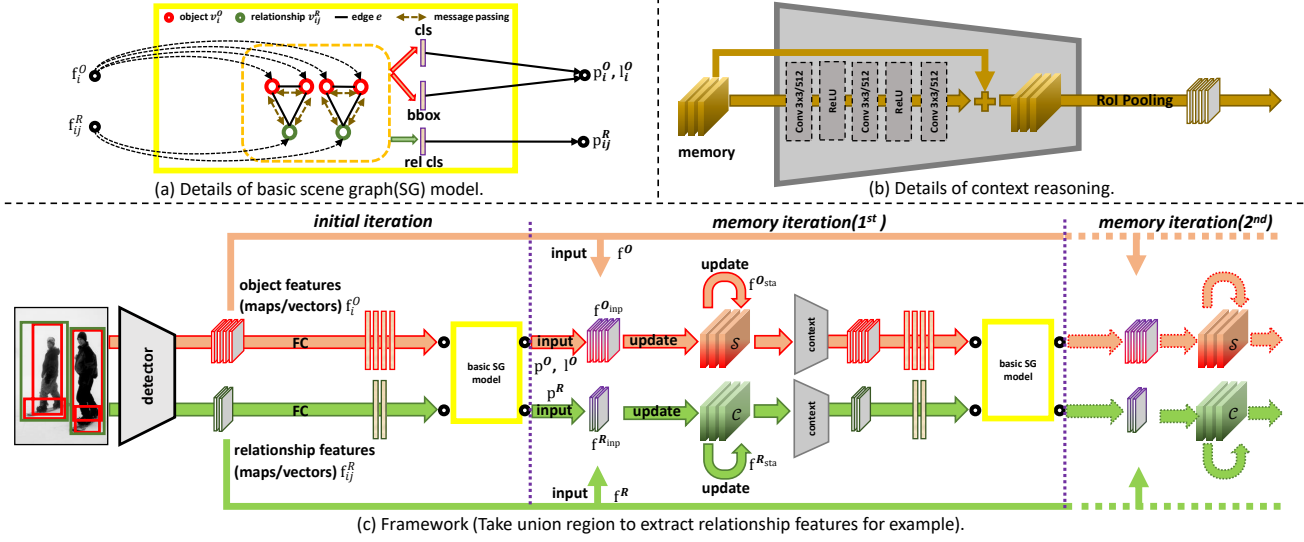 object v_i^O relationship v_ij^R edge e message passing
cls
f_i^O
p_i^O, l_i^O
bbox
f_ij^R
p_ij^R
rel cls
(a) Details of basic scene graph(SG) model.
Conv 3x3/512
ReLU
Conv 3x3/512
ReLU
Conv 3x3/512
RoI Pooling
memory
(b) Details of context reasoning.
initial iteration
memory iteration(1st)
memory iteration(2nd)
input f^O
update
object features
(maps/vectors) f_i^O
f^O_inp
f^O_sta
detector
FC
basic SG
model
input
p^O, l^O
update
S
context
basic SG
model
S
FC
p^R
input
update
C
context
C
f^R_inp
f^R_sta
relationship features
(maps/vectors) f_ij^R
update
input f^R
(c) Framework (Take union region to extract relationship features for example).